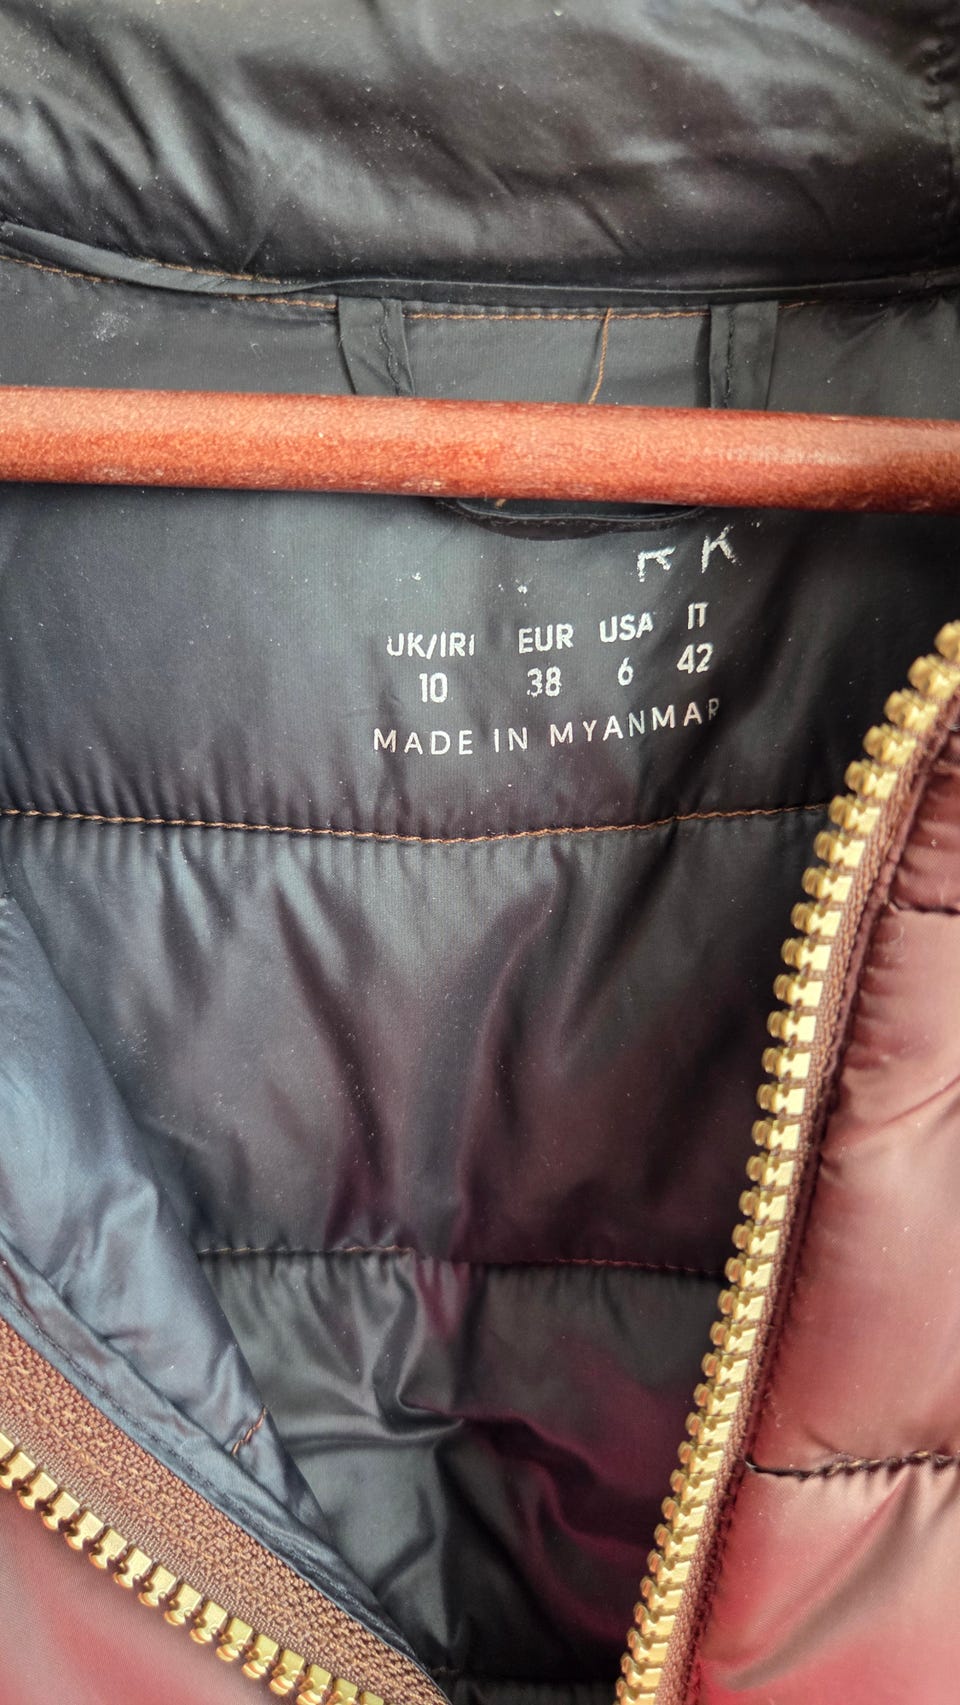 UK/IRI EUR USA IT
10 38 6 42
MADE IN MYANMAR